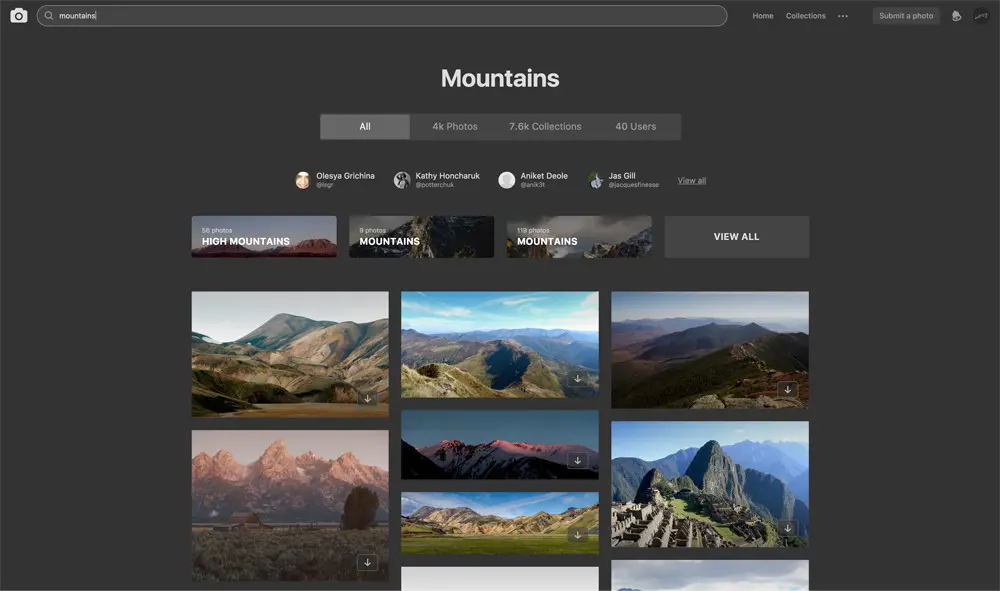 mountains
Home Collections ••• Submit a photo
Mountains
All 4k Photos 7.6k Collections 40 Users
Olesya Grichina Kathy Honcharuk Aniket Deole Jas Gill View all
@isgr @potterchuk @anik3t @jacquesfinesse
56 photos 9 photos 119 photos
HIGH MOUNTAINS MOUNTAINS MOUNTAINS VIEW ALL